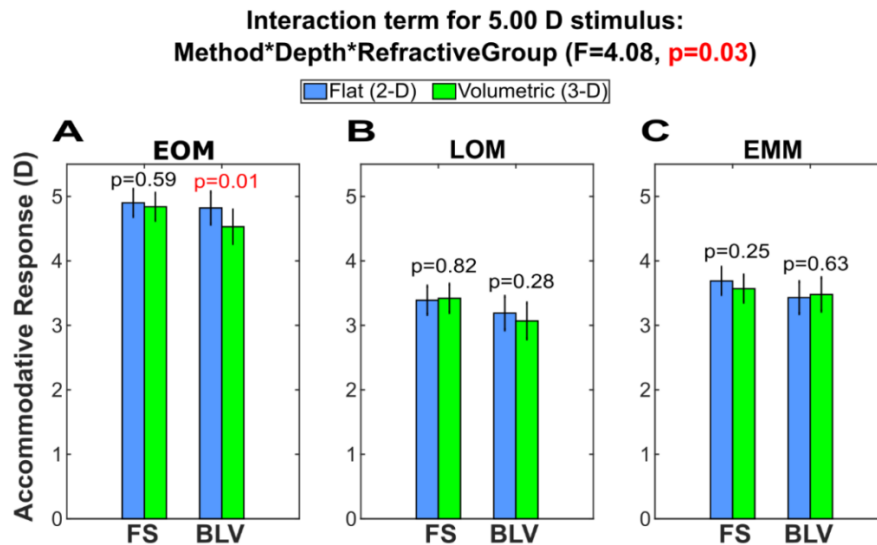 Interaction term for 5.00 D stimulus:
Method*Depth*RefractiveGroup (F=4.08, p=0.03)
Flat (2-D) Volumetric (3-D)
A B C
EOM LOM EMM
Accommodative Response (D)
5 5 5
4 4 4
3 3 3
2 2 2
1 1 1
0 0 0
p=0.59 p=0.01
p=0.82 p=0.28
p=0.25 p=0.63
FS BLV FS BLV FS BLV